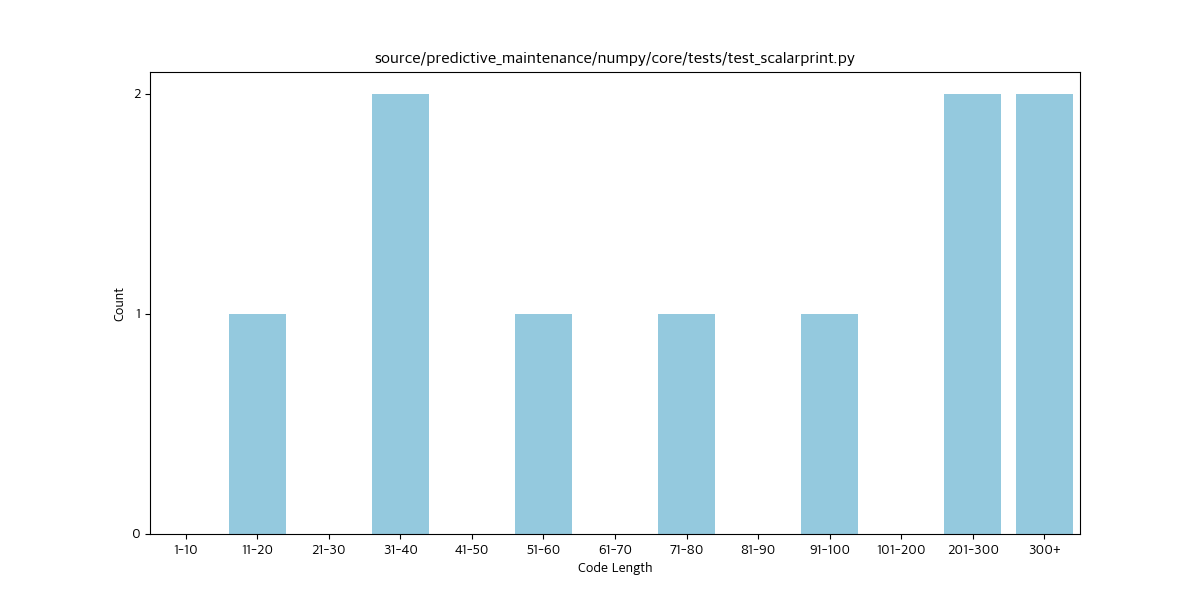 source/predictive_maintenance/numpy/core/tests/test_scalarprint.py
Count
2
1
0
1-10 11-20 21-30 31-40 41-50 51-60 61-70 71-80 81-90 91-100 101-200 201-300 300+
Code Length